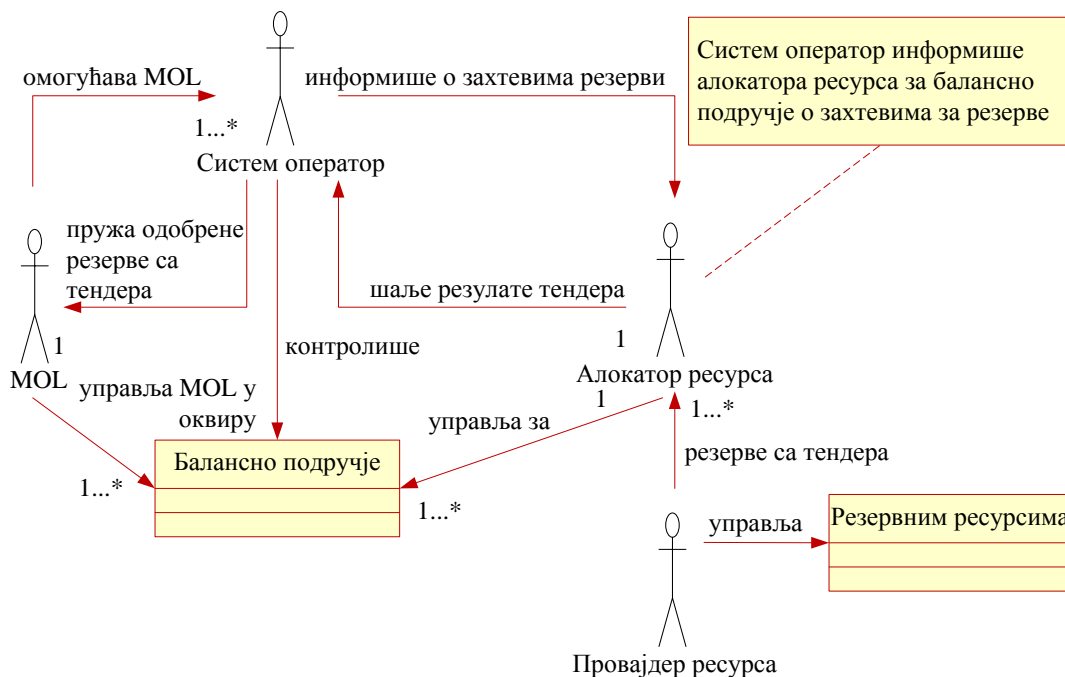 омогућава MOL
информише о захтевима резерви
Систем оператор информише
алокатора ресурса за балансно
подручје о захтевима за резерве
1...*
Систем оператор
пружа одобрене
резерве са
тендера
шаље резулате тендера
1
1
контролише
MOL
Алокатор ресурса
управља MOL у
оквиру
1
1...*
управља за
Балансно подручје
резерве са тендера
1...*
1...*
управља
Резервним ресурсима
Провајдер ресурса